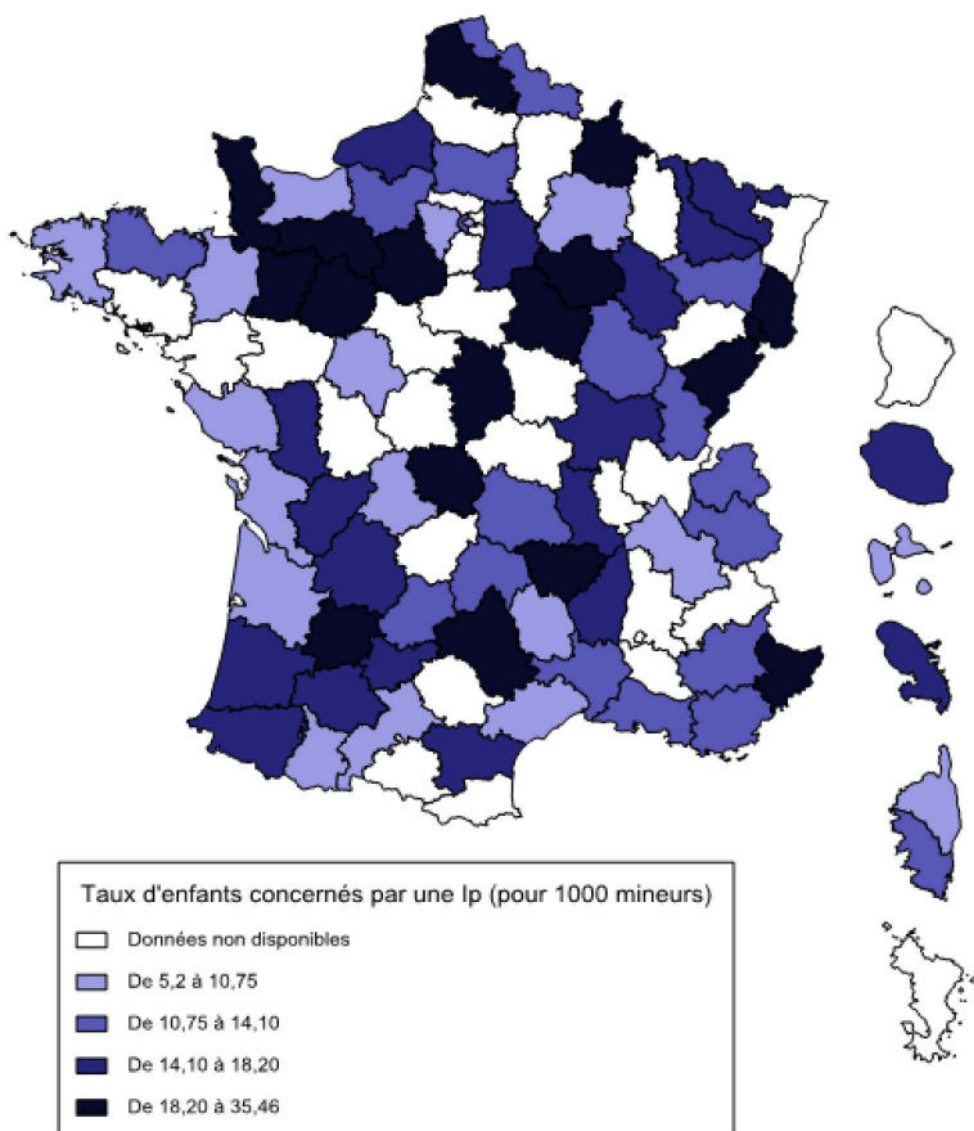 Taux d'enfants concernés par une Ip (pour 1000 mineurs)
Données non disponibles
De 5,2 à 10,75
De 10,75 à 14,10
De 14,10 à 18,20
De 18,20 à 35,46